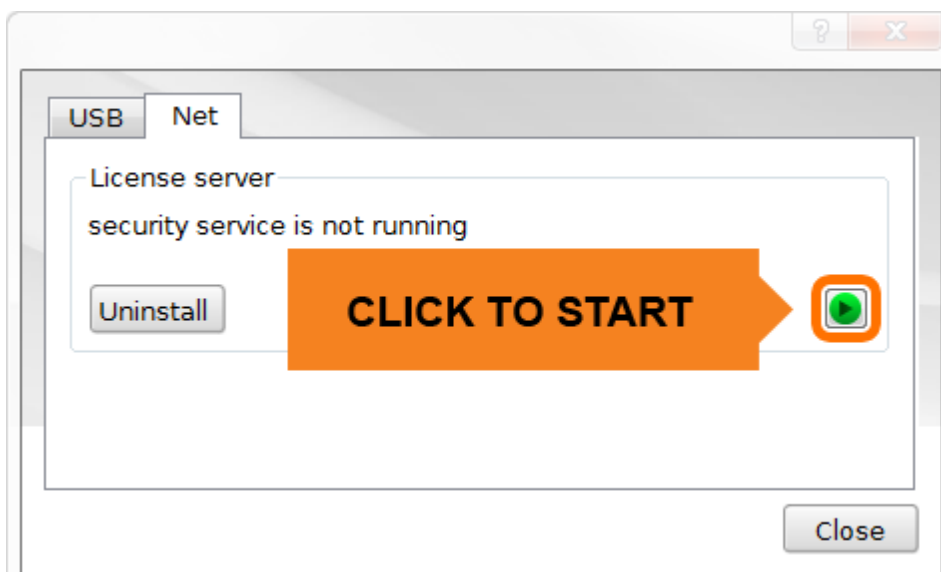 USB Net
License server
security service is not running
Uninstall CLICK TO START
Close